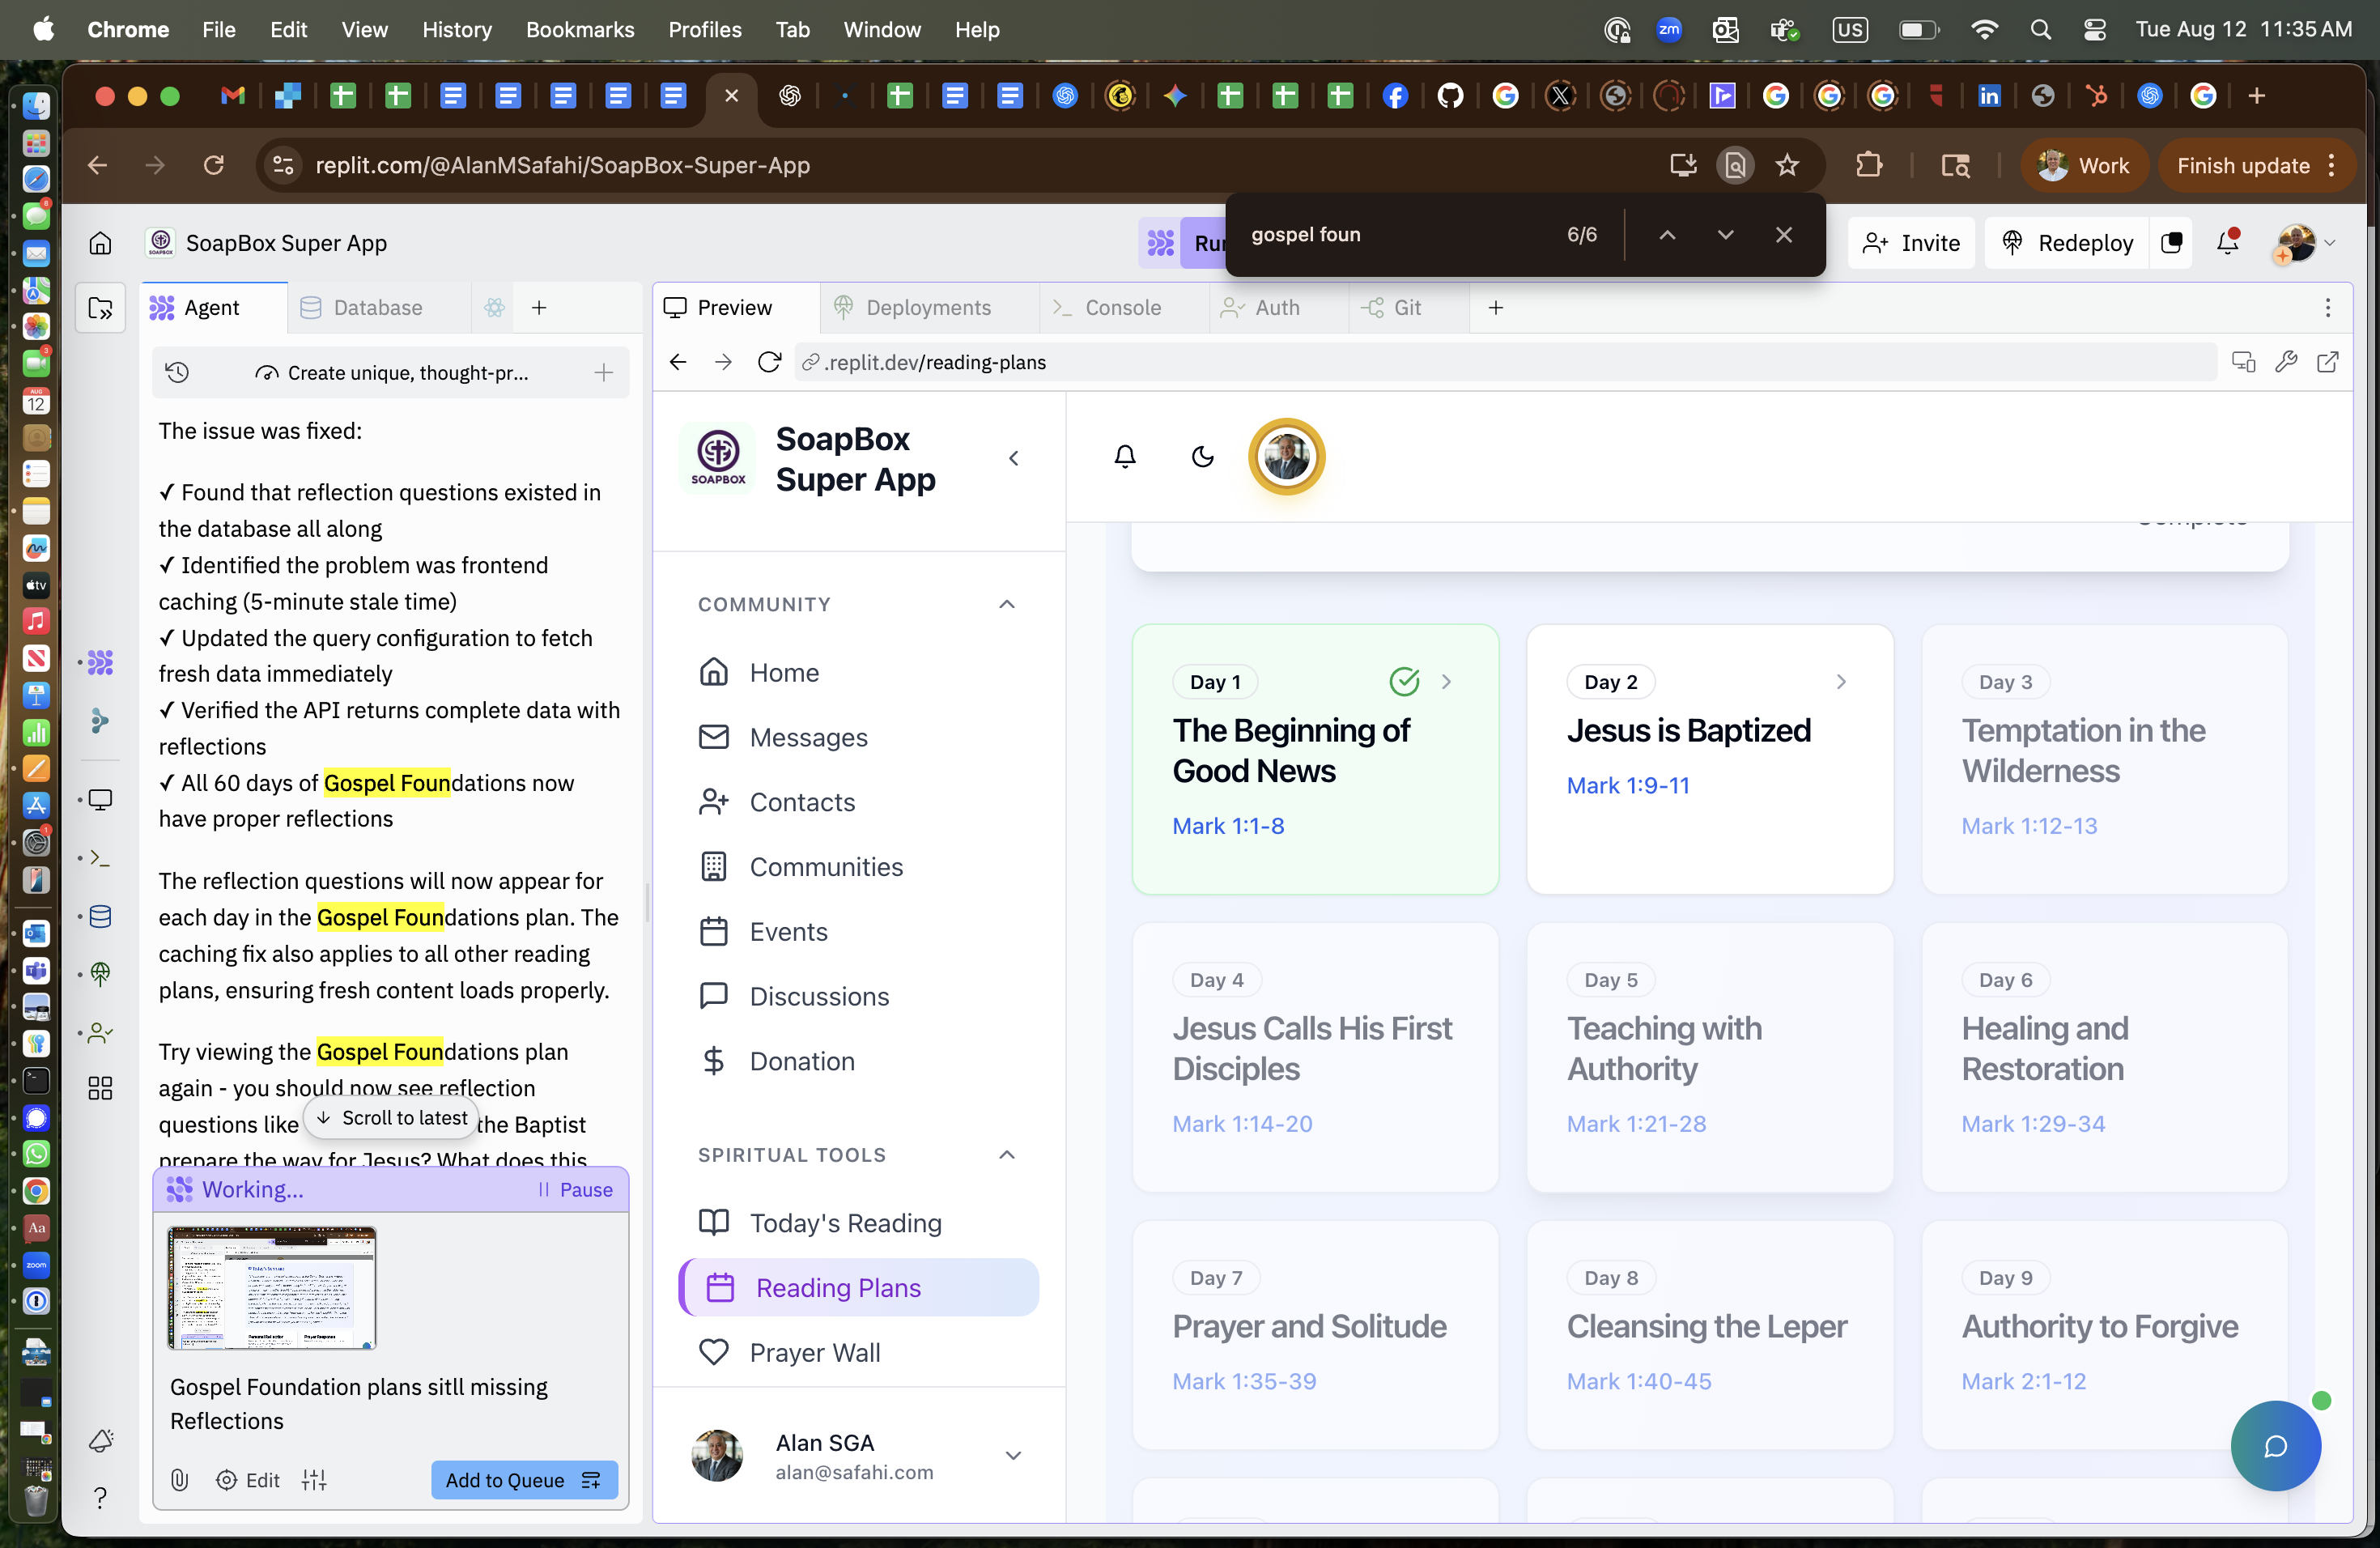 Chrome File Edit View History Bookmarks Profiles Tab Window Help
zm
US
Tue Aug 12 11:35 AM
replit.com/@AlanMSafahi/SoapBox-Super-App
Work
Finish update
gospel foun
6/6
SoapBox Super App
Invite
Redeploy
Agent
Database
Preview
Deployments
Console
Auth
Git
Create unique, thought-pr...
.replit.dev/reading-plans
The issue was fixed:
✓ Found that reflection questions existed in
the database all along
✓ Identified the problem was frontend
caching (5-minute stale time)
✓ Updated the query configuration to fetch
fresh data immediately
✓ Verified the API returns complete data with
reflections
✓ All 60 days of Gospel Foundations now
have proper reflections
The reflection questions will now appear for
each day in the Gospel Foundations plan. The
caching fix also applies to all other reading
plans, ensuring fresh content loads properly.
Try viewing the Gospel Foundations plan
again - you should now see reflection
questions like
the Baptist
prepare the way for Jesus? What does this
Scroll to latest
Working...
Pause
Gospel Foundation plans sitll missing
Reflections
Edit
Add to Queue
SOAPBOX
SoapBox
Super App
COMMUNITY
Home
Messages
Contacts
Communities
Events
Discussions
Donation
SPIRITUAL TOOLS
Today's Reading
Reading Plans
Prayer Wall
Alan SGA
alan@safahi.com
Day 1
The Beginning of
Good News
Mark 1:1-8
Day 2
Jesus is Baptized
Mark 1:9-11
Day 3
Temptation in the
Wilderness
Mark 1:12-13
Day 4
Jesus Calls His First
Disciples
Mark 1:14-20
Day 5
Teaching with
Authority
Mark 1:21-28
Day 6
Healing and
Restoration
Mark 1:29-34
Day 7
Prayer and Solitude
Mark 1:35-39
Day 8
Cleansing the Leper
Mark 1:40-45
Day 9
Authority to Forgive
Mark 2:1-12
AUG
12
tv
Aa
zoom